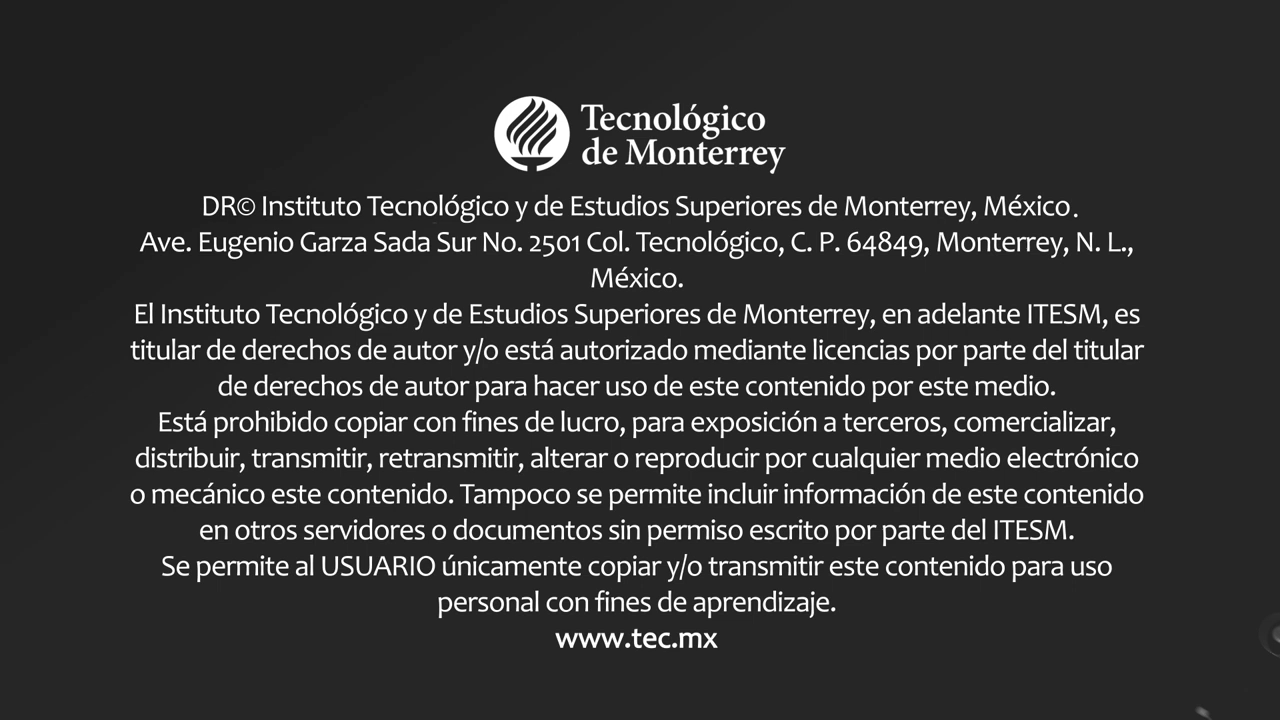 Tecnológico
de Monterrey
DR© Instituto Tecnológico y de Estudios Superiores de Monterrey, México.
Ave. Eugenio Garza Sada Sur No. 2501 Col. Tecnológico, C. P. 64849, Monterrey, N. L.,
México.
El Instituto Tecnológico y de Estudios Superiores de Monterrey, en adelante ITESM, es
titular de derechos de autor y/o está autorizado mediante licencias por parte del titular
de derechos de autor para hacer uso de este contenido por este medio.
Está prohibido copiar con fines de lucro, para exposición a terceros, comercializar,
distribuir, transmitir, retransmitir, alterar o reproducir por cualquier medio electrónico
o mecánico este contenido. Tampoco se permite incluir información de este contenido
en otros servidores o documentos sin permiso escrito por parte del ITESM.
Se permite al USUARIO únicamente copiar y/o transmitir este contenido para uso
personal con fines de aprendizaje.
www.tec.mx